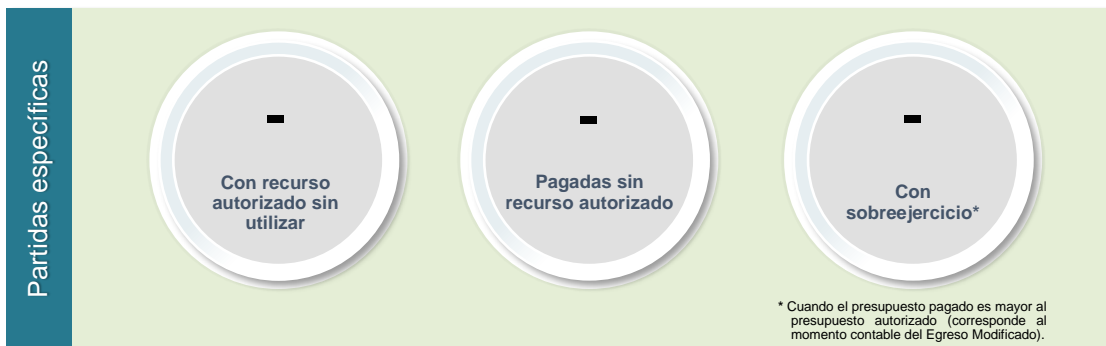 Partidas específicas
-
Con recurso
autorizado sin
utilizar
-
Pagadas sin
recurso autorizado
-
Con
sobreejercicio*
* Cuando el presupuesto pagado es mayor al
presupuesto autorizado (corresponde al
momento contable del Egreso Modificado).